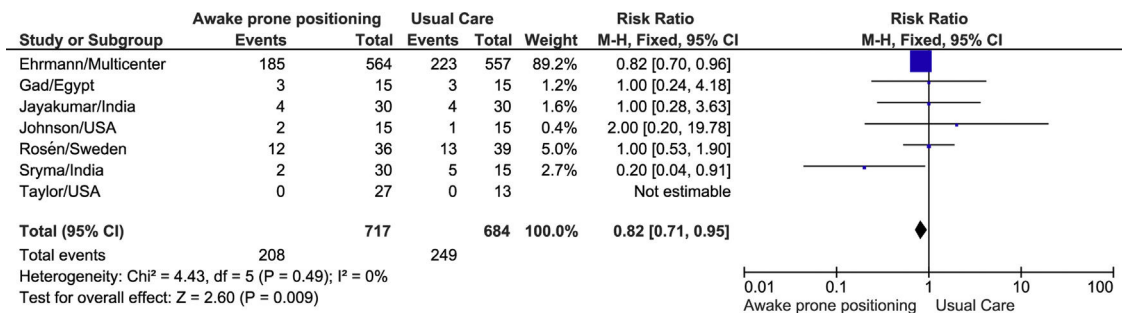 Awake prone positioning Usual Care Risk Ratio Risk Ratio
Study or Subgroup Events Total Events Total Weight M-H, Fixed, 95% CI M-H, Fixed, 95% CI
Ehrmann/Multicenter 185 564 223 557 89.2% 0.82 [0.70, 0.96]
Gad/Egypt 3 15 3 15 1.2% 1.00 [0.24, 4.18]
Jayakumar/India 4 30 4 30 1.6% 1.00 [0.28, 3.63]
Johnson/USA 2 15 1 15 0.4% 2.00 [0.20, 19.78]
Rosén/Sweden 12 36 13 39 5.0% 1.00 [0.53, 1.90]
Sryma/India 2 30 5 15 2.7% 0.20 [0.04, 0.91]
Taylor/USA 0 27 0 13 Not estimable
Total (95% CI) 717 684 100.0% 0.82 [0.71, 0.95]
Total events 208 249
Heterogeneity: Chi² = 4.43, df = 5 (P = 0.49); I² = 0%
Test for overall effect: Z = 2.60 (P = 0.009)
0.01 0.1 1 10 100
Awake prone positioning Usual Care